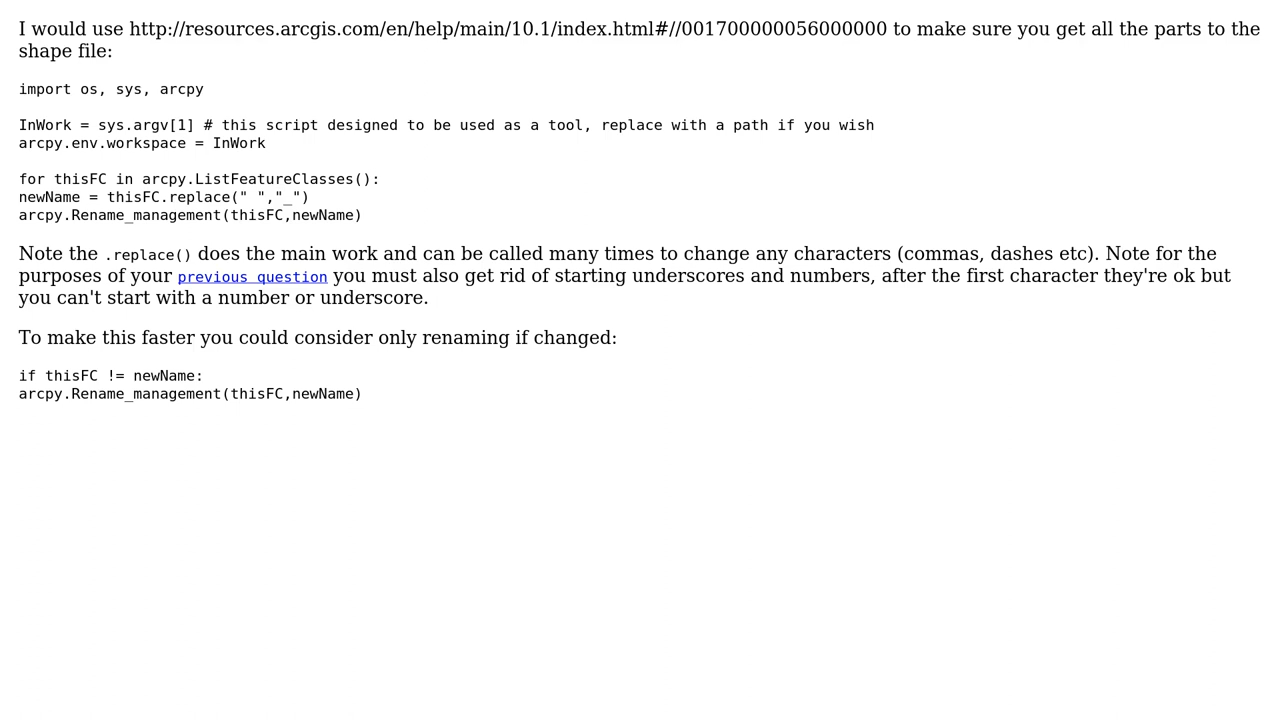 I would use http://resources.arcgis.com/en/help/main/10.1/index.html#//001700000056000000 to make sure you get all the parts to the
shape file:
import os, sys, arcpy
InWork = sys.argv[1] # this script designed to be used as a tool, replace with a path if you wish
arcpy.env.workspace = InWork
for thisFC in arcpy.ListFeatureClasses():
newName = thisFC.replace(" ","_")
arcpy.Rename_management(thisFC,newName)
Note the .replace() does the main work and can be called many times to change any characters (commas, dashes etc). Note for the
purposes of your previous question you must also get rid of starting underscores and numbers, after the first character they're ok but
you can't start with a number or underscore.
To make this faster you could consider only renaming if changed:
if thisFC != newName:
arcpy.Rename_management(thisFC,newName)